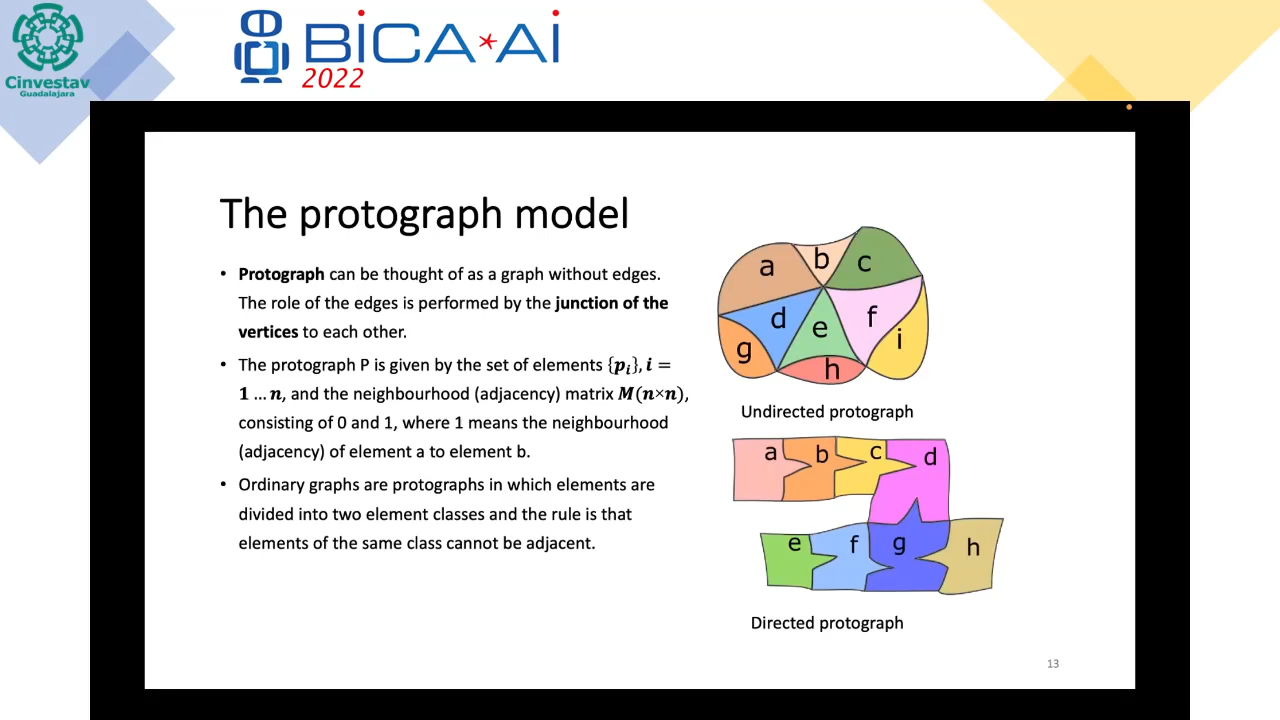 Cinvestav
Guadalajara
BiCA*Ai
2022
The protograph model
• Protograph can be thought of as a graph without edges.
The role of the edges is performed by the junction of the
vertices to each other.
• The protograph P is given by the set of elements {pᵢ}, i =
1 … n, and the neighbourhood (adjacency) matrix M(n×n),
consisting of 0 and 1, where 1 means the neighbourhood
(adjacency) of element a to element b.
• Ordinary graphs are protographs in which elements are
divided into two element classes and the rule is that
elements of the same class cannot be adjacent.
a b c
d e f
g h i
Undirected protograph
a b c d
e f g h
Directed protograph
13